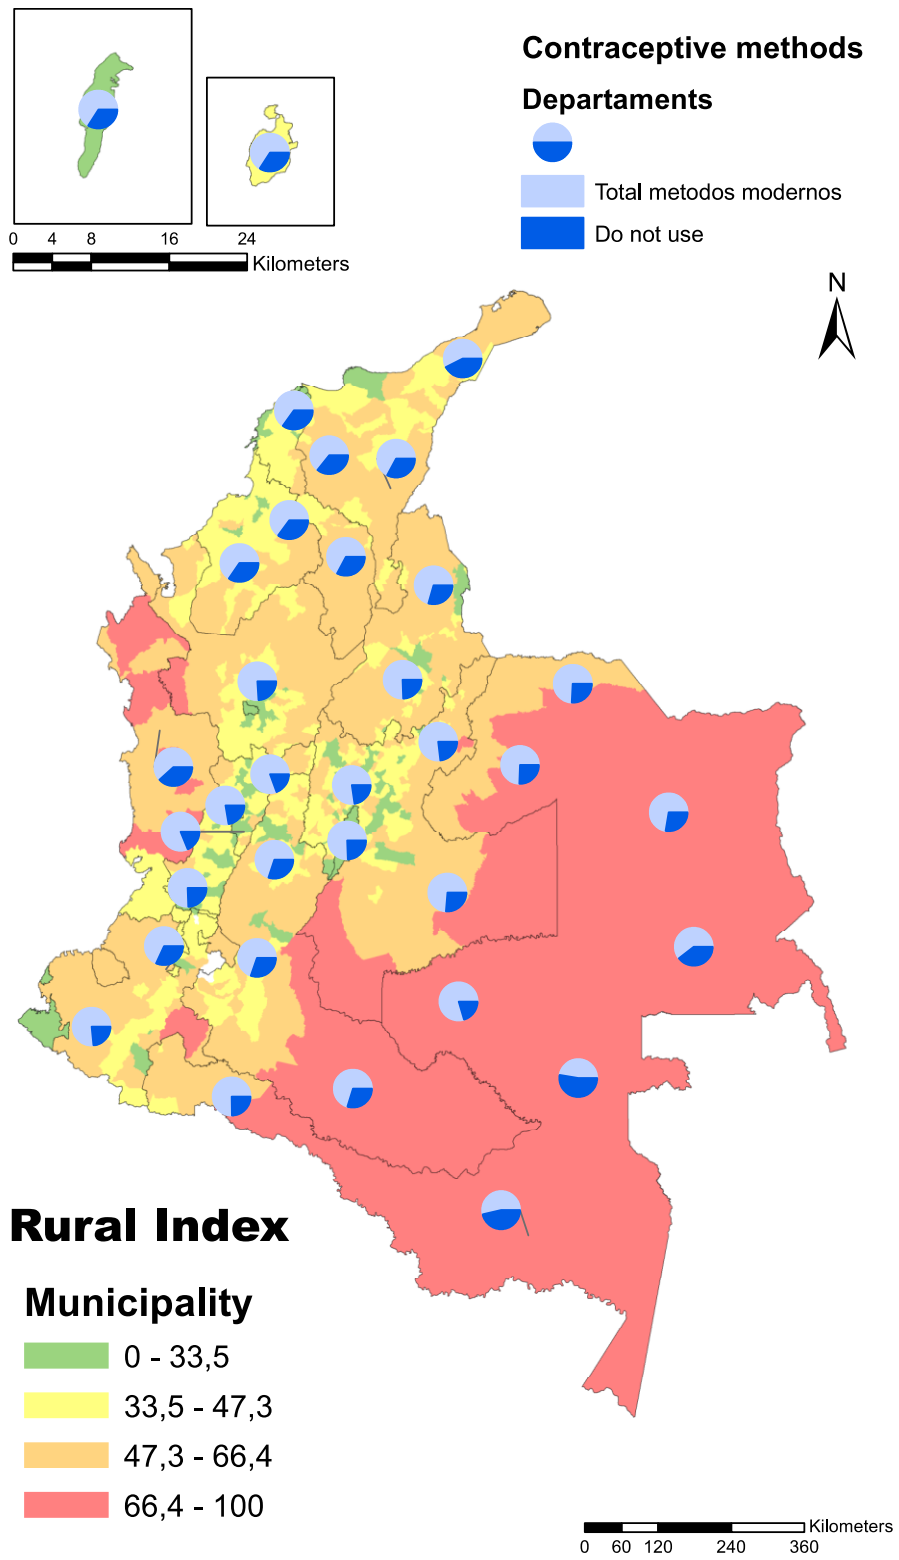 Contraceptive methods
Departaments
Total metodos modernos
Do not use
0 4 8 16 24
Kilometers
N
Rural Index
Municipality
0 - 33,5
33,5 - 47,3
47,3 - 66,4
66,4 - 100
Kilometers
0 60 120 240 360